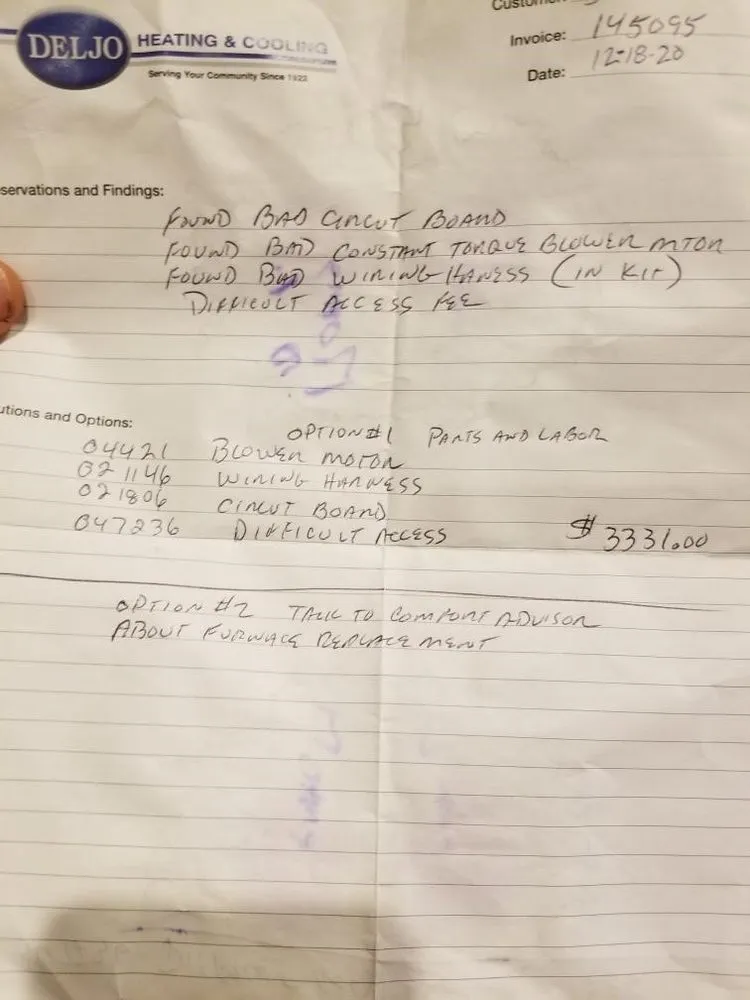 DELJO HEATING & COOLING
Serving Your Community Since 1922
Invoice: 145095
Date: 12-18-20
servations and Findings:
FOUND BAD CIRCUT BOARD
FOUND BAD CONSTANT TORQUE BLOWER MTOR
FOUND BAD WIRING HARNESS (IN KIT)
DIFFICULT ACCESS FEE
utions and Options:
OPTION #1 PARTS AND LABOR
04421 BLOWER MOTOR
021146 WIRING HARNESS
021806 CIRCUT BOARD
047236 DIFFICULT ACCESS $3331.00
OPTION #2 TALK TO COMFORT ADVISOR
ABOUT FURNACE REPLACEMENT